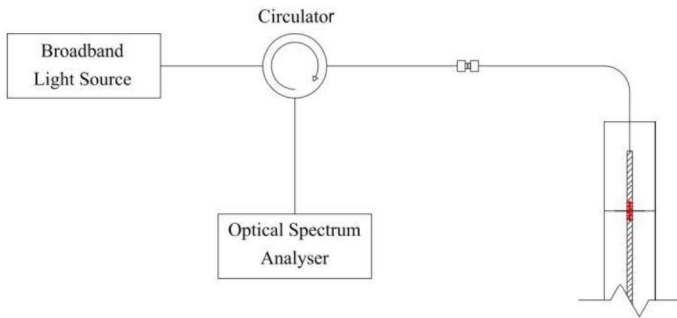 Circulator
Broadband
Light Source
Optical Spectrum
Analyser